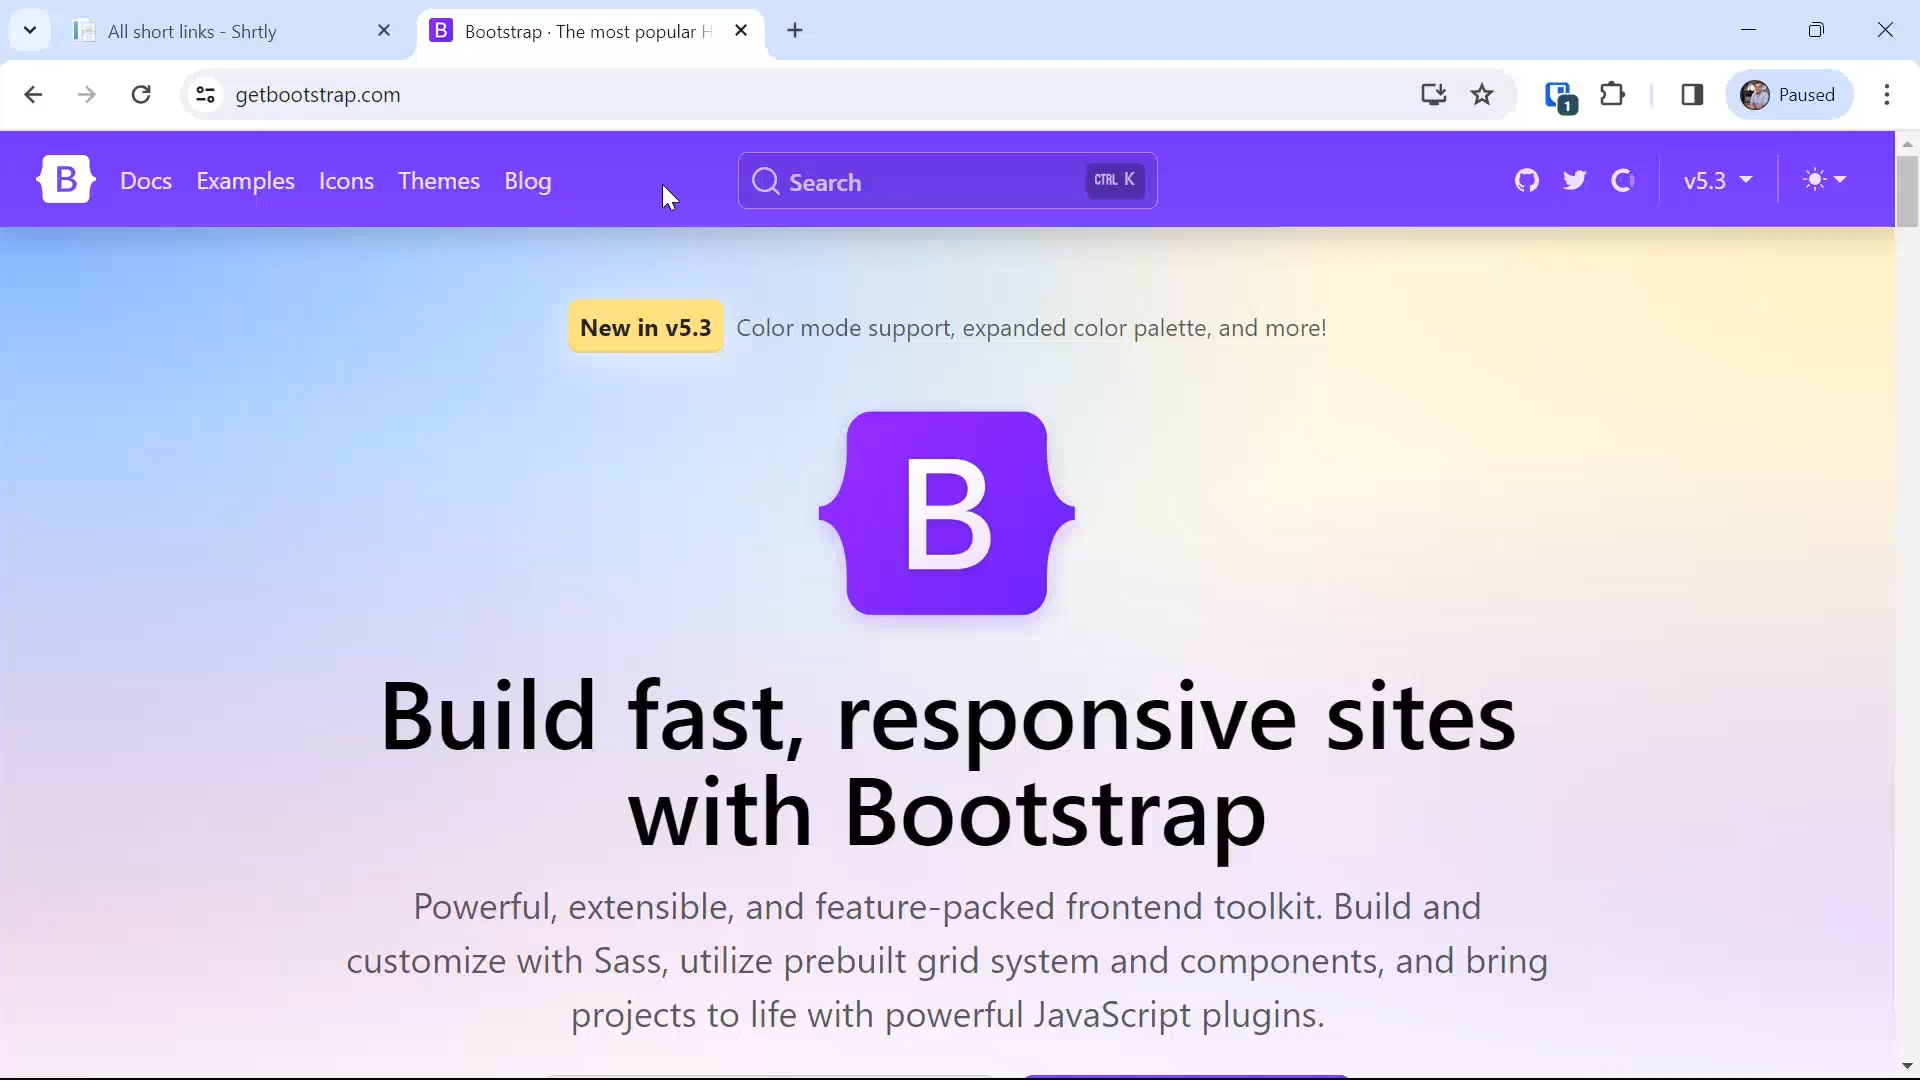 All short links - Shrtly
B Bootstrap · The most popular H
getbootstrap.com
1
Paused
B Docs Examples Icons Themes Blog
Search CTRL K
v5.3
New in v5.3 Color mode support, expanded color palette, and more!
B
Build fast, responsive sites
with Bootstrap
Powerful, extensible, and feature-packed frontend toolkit. Build and
customize with Sass, utilize prebuilt grid system and components, and bring
projects to life with powerful JavaScript plugins.